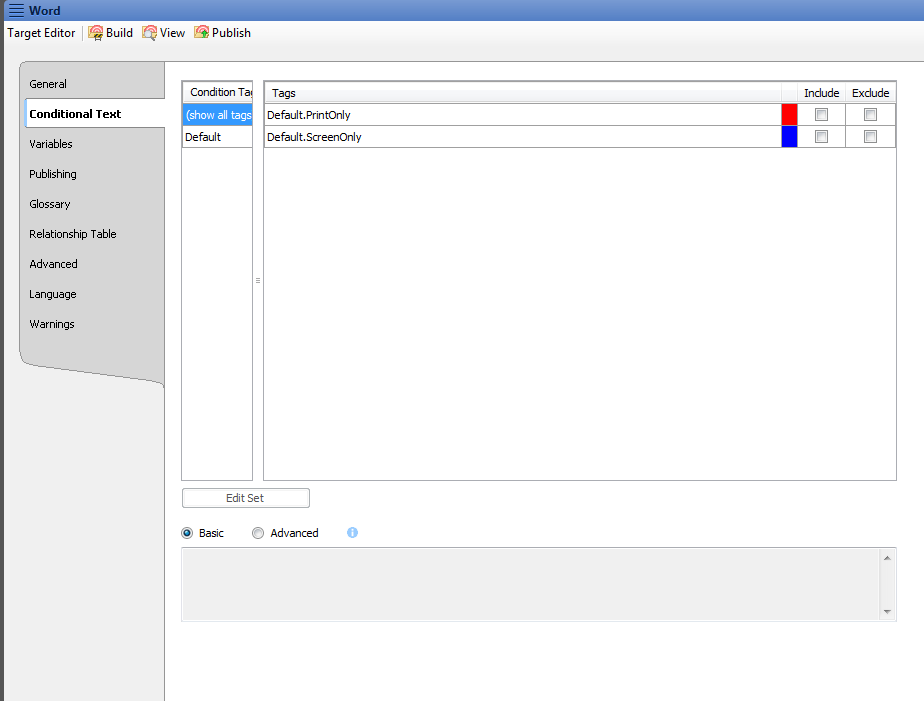 Word
Target Editor Build View Publish
General
Conditional Text
Variables
Publishing
Glossary
Relationship Table
Advanced
Language
Warnings
Condition Tag
(show all tags
Default
Tags Include Exclude
Default.PrintOnly
Default.ScreenOnly
Edit Set
Basic Advanced